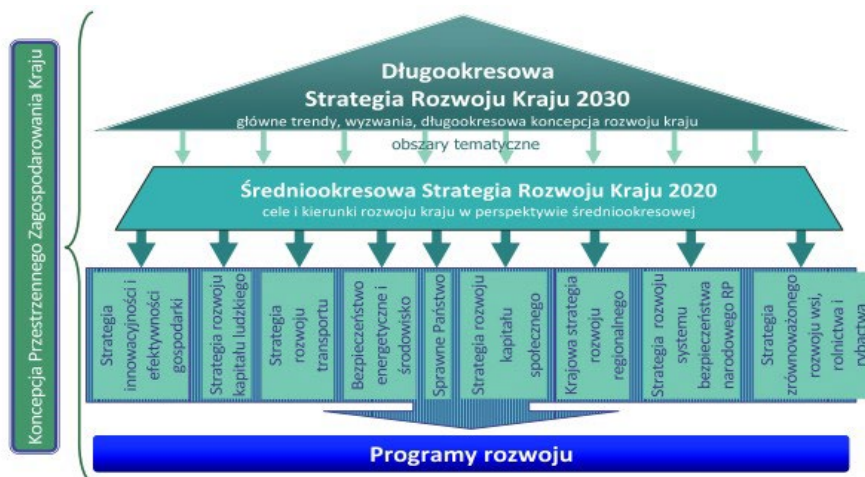 Koncepcja Przestrzennego Zagospodarowania Kraju
Długookresowa
Strategia Rozwoju Kraju 2030
główne trendy, wyzwania, długookresowa koncepcja rozwoju kraju
obszary tematyczne
Średniookresowa Strategia Rozwoju Kraju 2020
cele i kierunki rozwoju kraju w perspektywie średniookresowej
Strategia
innowacyjności i
efektywności
gospodarki
Strategia rozwoju
kapitału ludzkiego
Strategia
rozwoju
transportu
Bezpieczeństwo
energetyczne i
środowisko
Sprawne Państwo
Strategia rozwoju
kapitału
społecznego
Krajowa strategia
rozwoju
regionalnego
Strategia rozwoju
systemu
bezpieczeństwa
narodowego RP
Strategia
zrównoważonego
rozwoju wsi,
rolnictwa i
rybactwa
Programy rozwoju